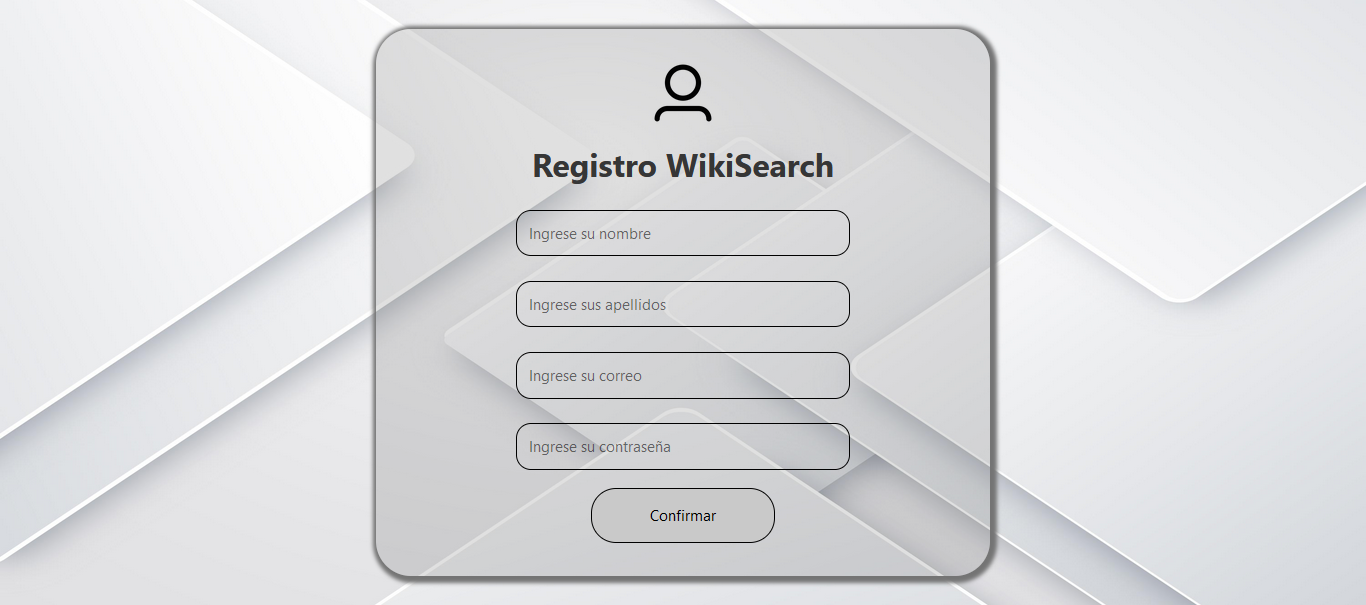 Registro WikiSearch
Ingrese su nombre
Ingrese sus apellidos
Ingrese su correo
Ingrese su contraseña
Confirmar